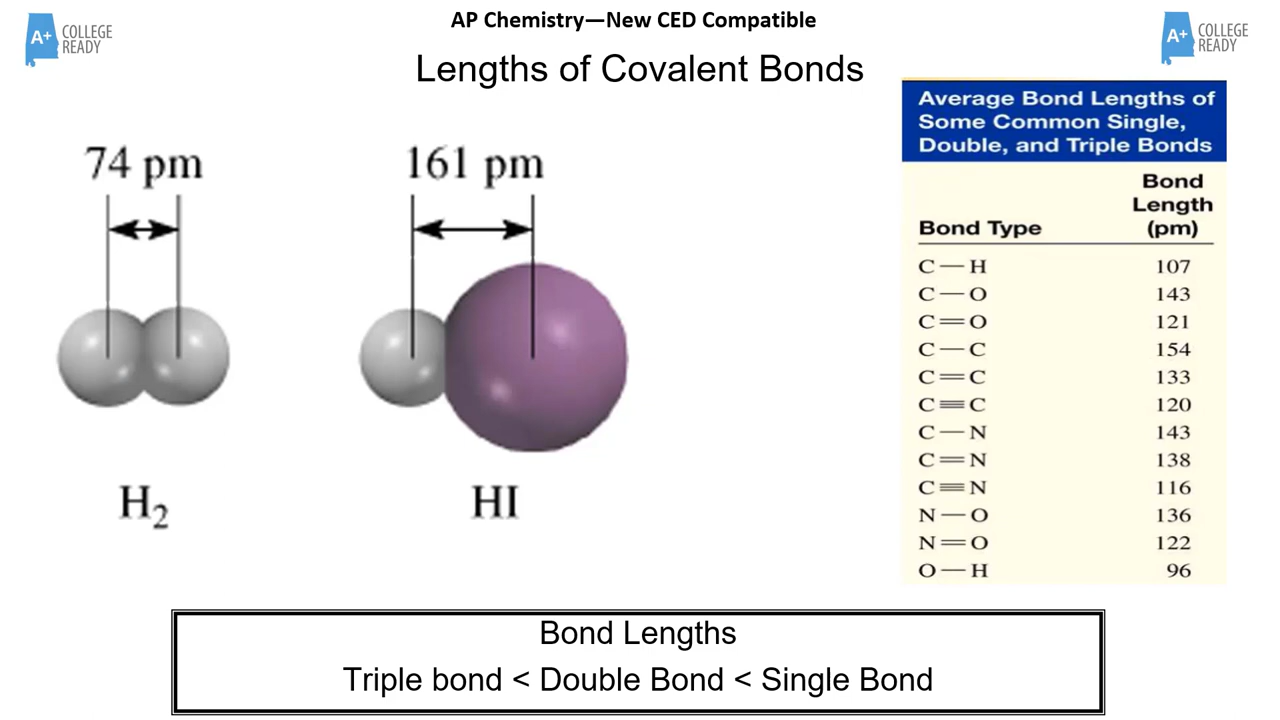 AP Chemistry—New CED Compatible
A+ COLLEGE
READY
A+ COLLEGE
READY
Lengths of Covalent Bonds
74 pm
161 pm
H₂
HI
Average Bond Lengths of
Some Common Single,
Double, and Triple Bonds
Bond
Length
Bond Type (pm)
C—H 107
C—O 143
C=O 121
C—C 154
C=C 133
C≡C 120
C—N 143
C=N 138
C≡N 116
N—O 136
N=O 122
O—H 96
Bond Lengths
Triple bond < Double Bond < Single Bond